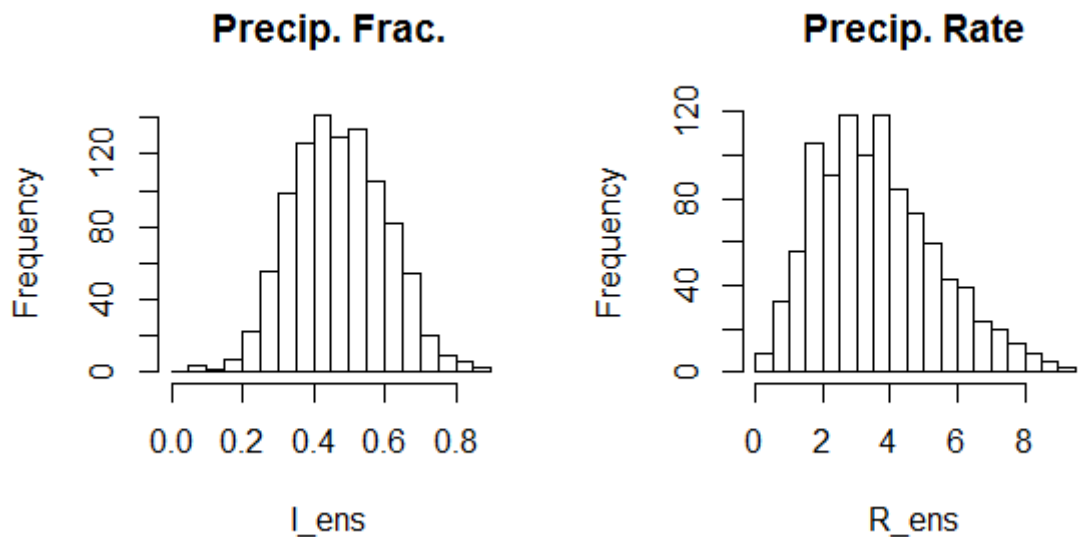 Precip. Frac.
Frequency
0 40 80 120
0.0 0.2 0.4 0.6 0.8
I_ens
Precip. Rate
Frequency
0 40 80 120
0 2 4 6 8
R_ens